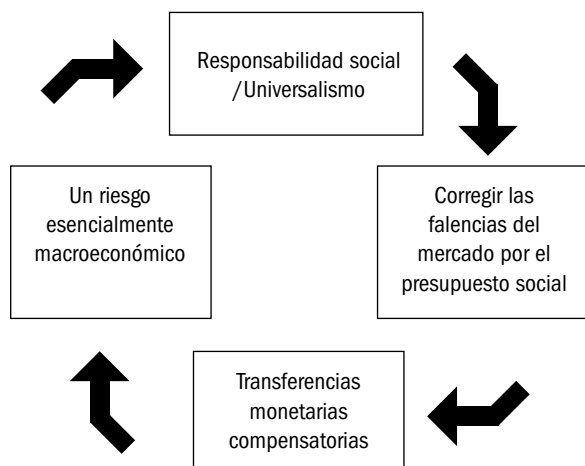 Responsabilidad social
/Universalismo
Un riesgo
esencialmente
macroeconómico
Corregir las
falencias del
mercado por el
presupuesto social
Transferencias
monetarias
compensatorias